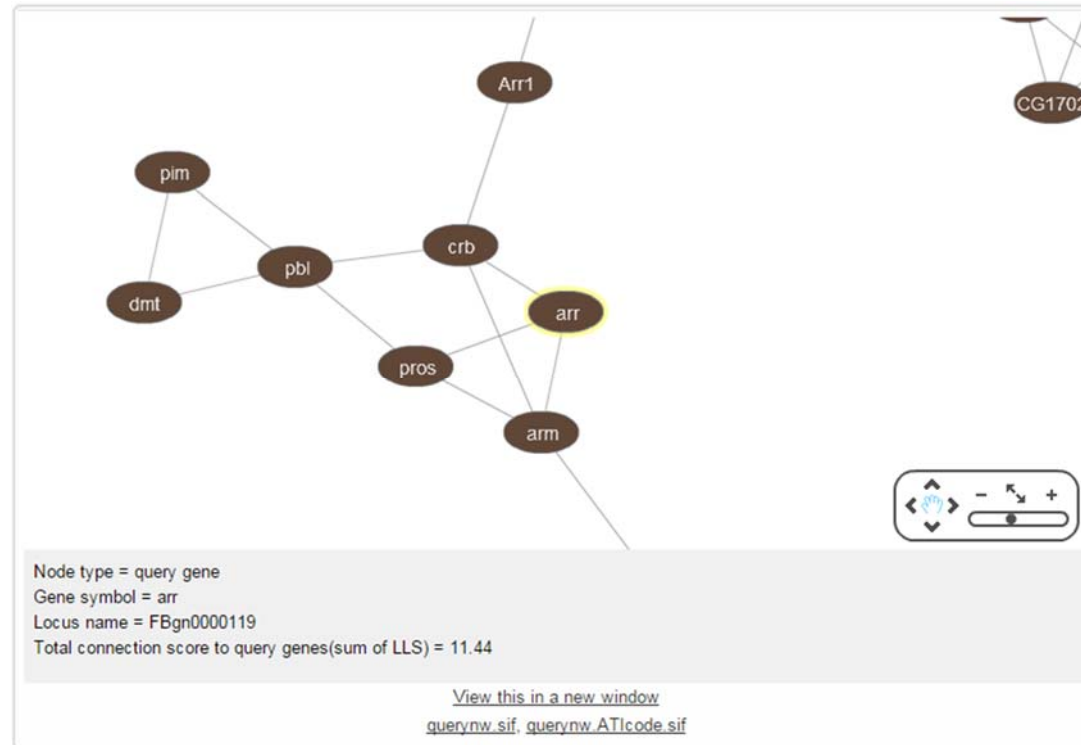 Arr1
CG1702
pim
crb
pbl
dmt
arr
pros
arm
Node type = query gene
Gene symbol = arr
Locus name = FBgn0000119
Total connection score to query genes(sum of LLS) = 11.44
View this in a new window
querynw.sif, querynw.ATIcode.sif